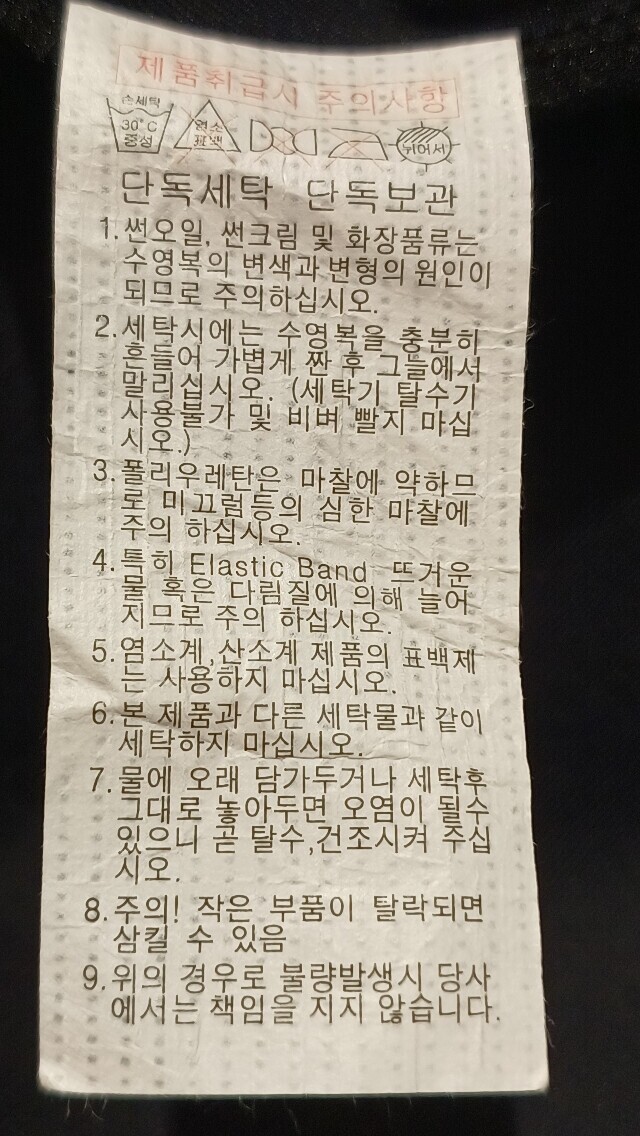 제품취급시 주의사항
손세탁
30°C
중성
염소
표백
뉘어서
단독세탁 단독보관
1. 썬오일, 썬크림 및 화장품류는
수영복의 변색과 변형의 원인이
되므로 주의하십시오.
2. 세탁시에는 수영복을 충분히
흔들어 가볍게 짠 후 그늘에서
말리십시오. (세탁기 탈수기
사용불가 및 비벼 빨지 마십
시오.)
3. 폴리우레탄은 마찰에 약하므
로 미끄럼등의 심한 마찰에
주의 하십시오.
4. 특히 Elastic Band 뜨거운
물 혹은 다림질에 의해 늘어
지므로 주의 하십시오.
5. 염소계,산소계 제품의 표백제
는 사용하지 마십시오.
6. 본 제품과 다른 세탁물과 같이
세탁하지 마십시오.
7. 물에 오래 담가두거나 세탁후
그대로 놓아두면 오염이 될수
있으니 곧 탈수,건조시켜 주십
시오.
8. 주의! 작은 부품이 탈락되면
삼킬 수 있음
9. 위의 경우로 불량발생시 당사
에서는 책임을 지지 않습니다.